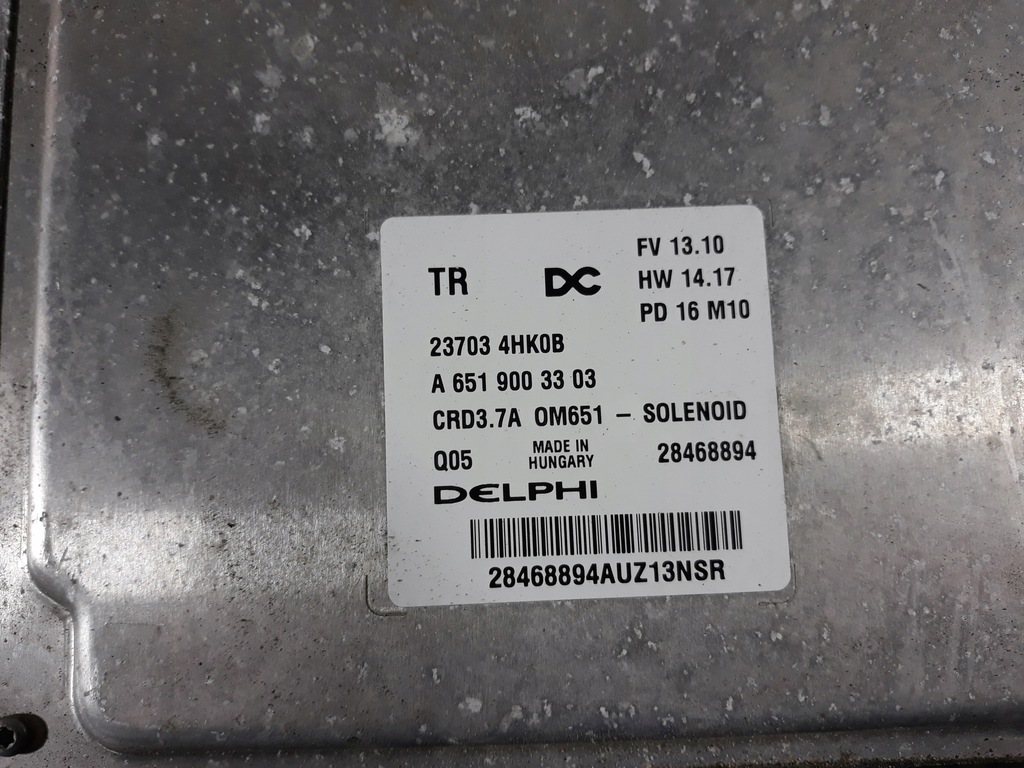 TR DC FV 13.10
HW 14.17
PD 16 M10
23703 4HK0B
A 651 900 33 03
CRD3.7A OM651 - SOLENOID
Q05 MADE IN HUNGARY 28468894
DELPHI
28468894AUZ13NSR